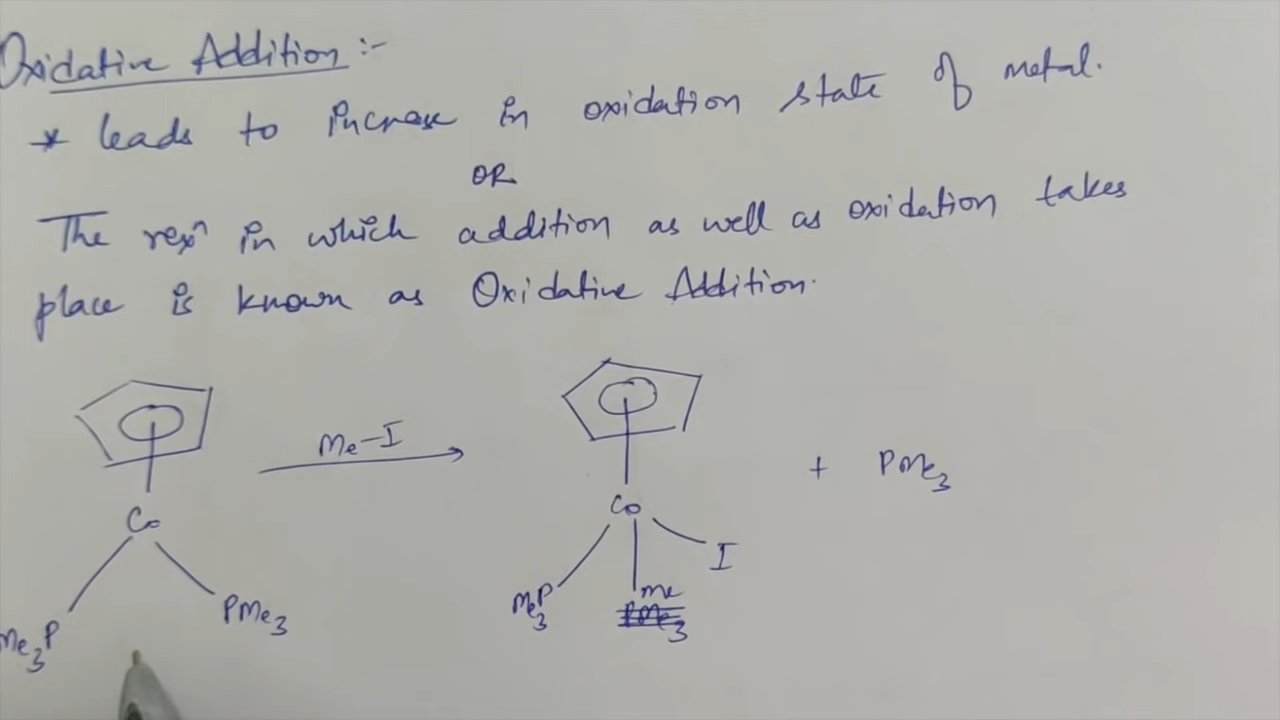 Oxidative Addition :-
* leads to increase in oxidation state of metal.
OR
The rexⁿ in which addition as well as oxidation takes
place is known as Oxidative Addition.
Me-I
+ PMe₃
Co
Co
I
Me₃P
PMe₃
Me₃P
Me
PMe₃